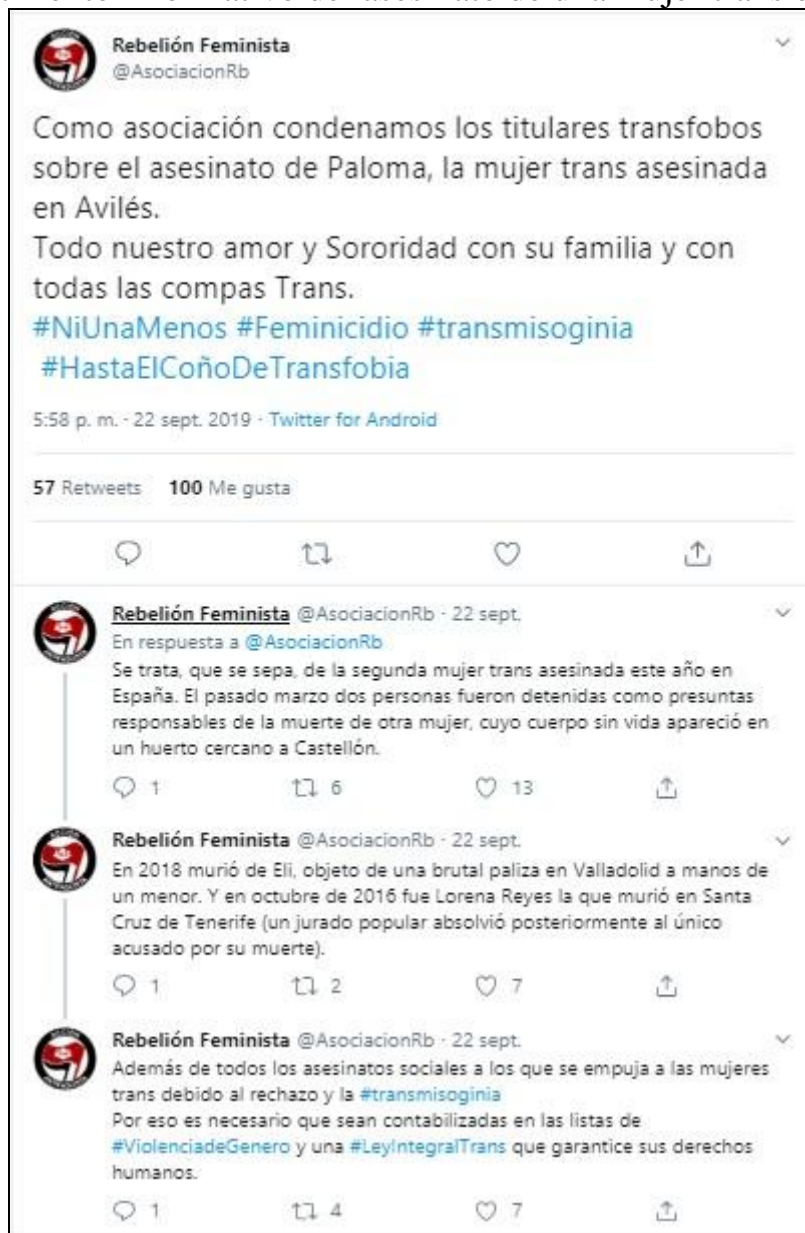 Rebelión Feminista
@AsociacionRb
Como asociación condenamos los titulares transfobos
sobre el asesinato de Paloma, la mujer trans asesinada
en Avilés.
Todo nuestro amor y Sororidad con su familia y con
todas las compas Trans.
#NiUnaMenos #Feminicidio #transmisoginia
#HastaElCoñoDeTransfobia
5:58 p. m. · 22 sept. 2019 · Twitter for Android
57 Retweets 100 Me gusta
Rebelión Feminista @AsociacionRb · 22 sept.
En respuesta a @AsociacionRb
Se trata, que se sepa, de la segunda mujer trans asesinada este año en
España. El pasado marzo dos personas fueron detenidas como presuntas
responsables de la muerte de otra mujer, cuyo cuerpo sin vida apareció en
un huerto cercano a Castellón.
1 6 13
Rebelión Feminista @AsociacionRb · 22 sept.
En 2018 murió de Eli, objeto de una brutal paliza en Valladolid a manos de
un menor. Y en octubre de 2016 fue Lorena Reyes la que murió en Santa
Cruz de Tenerife (un jurado popular absolvió posteriormente al único
acusado por su muerte).
1 2 7
Rebelión Feminista @AsociacionRb · 22 sept.
Además de todos los asesinatos sociales a los que se empuja a las mujeres
trans debido al rechazo y la #transmisoginia
Por eso es necesario que sean contabilizadas en las listas de
#ViolenciadeGenero y una #LeyIntegralTrans que garantice sus derechos
humanos.
1 4 7